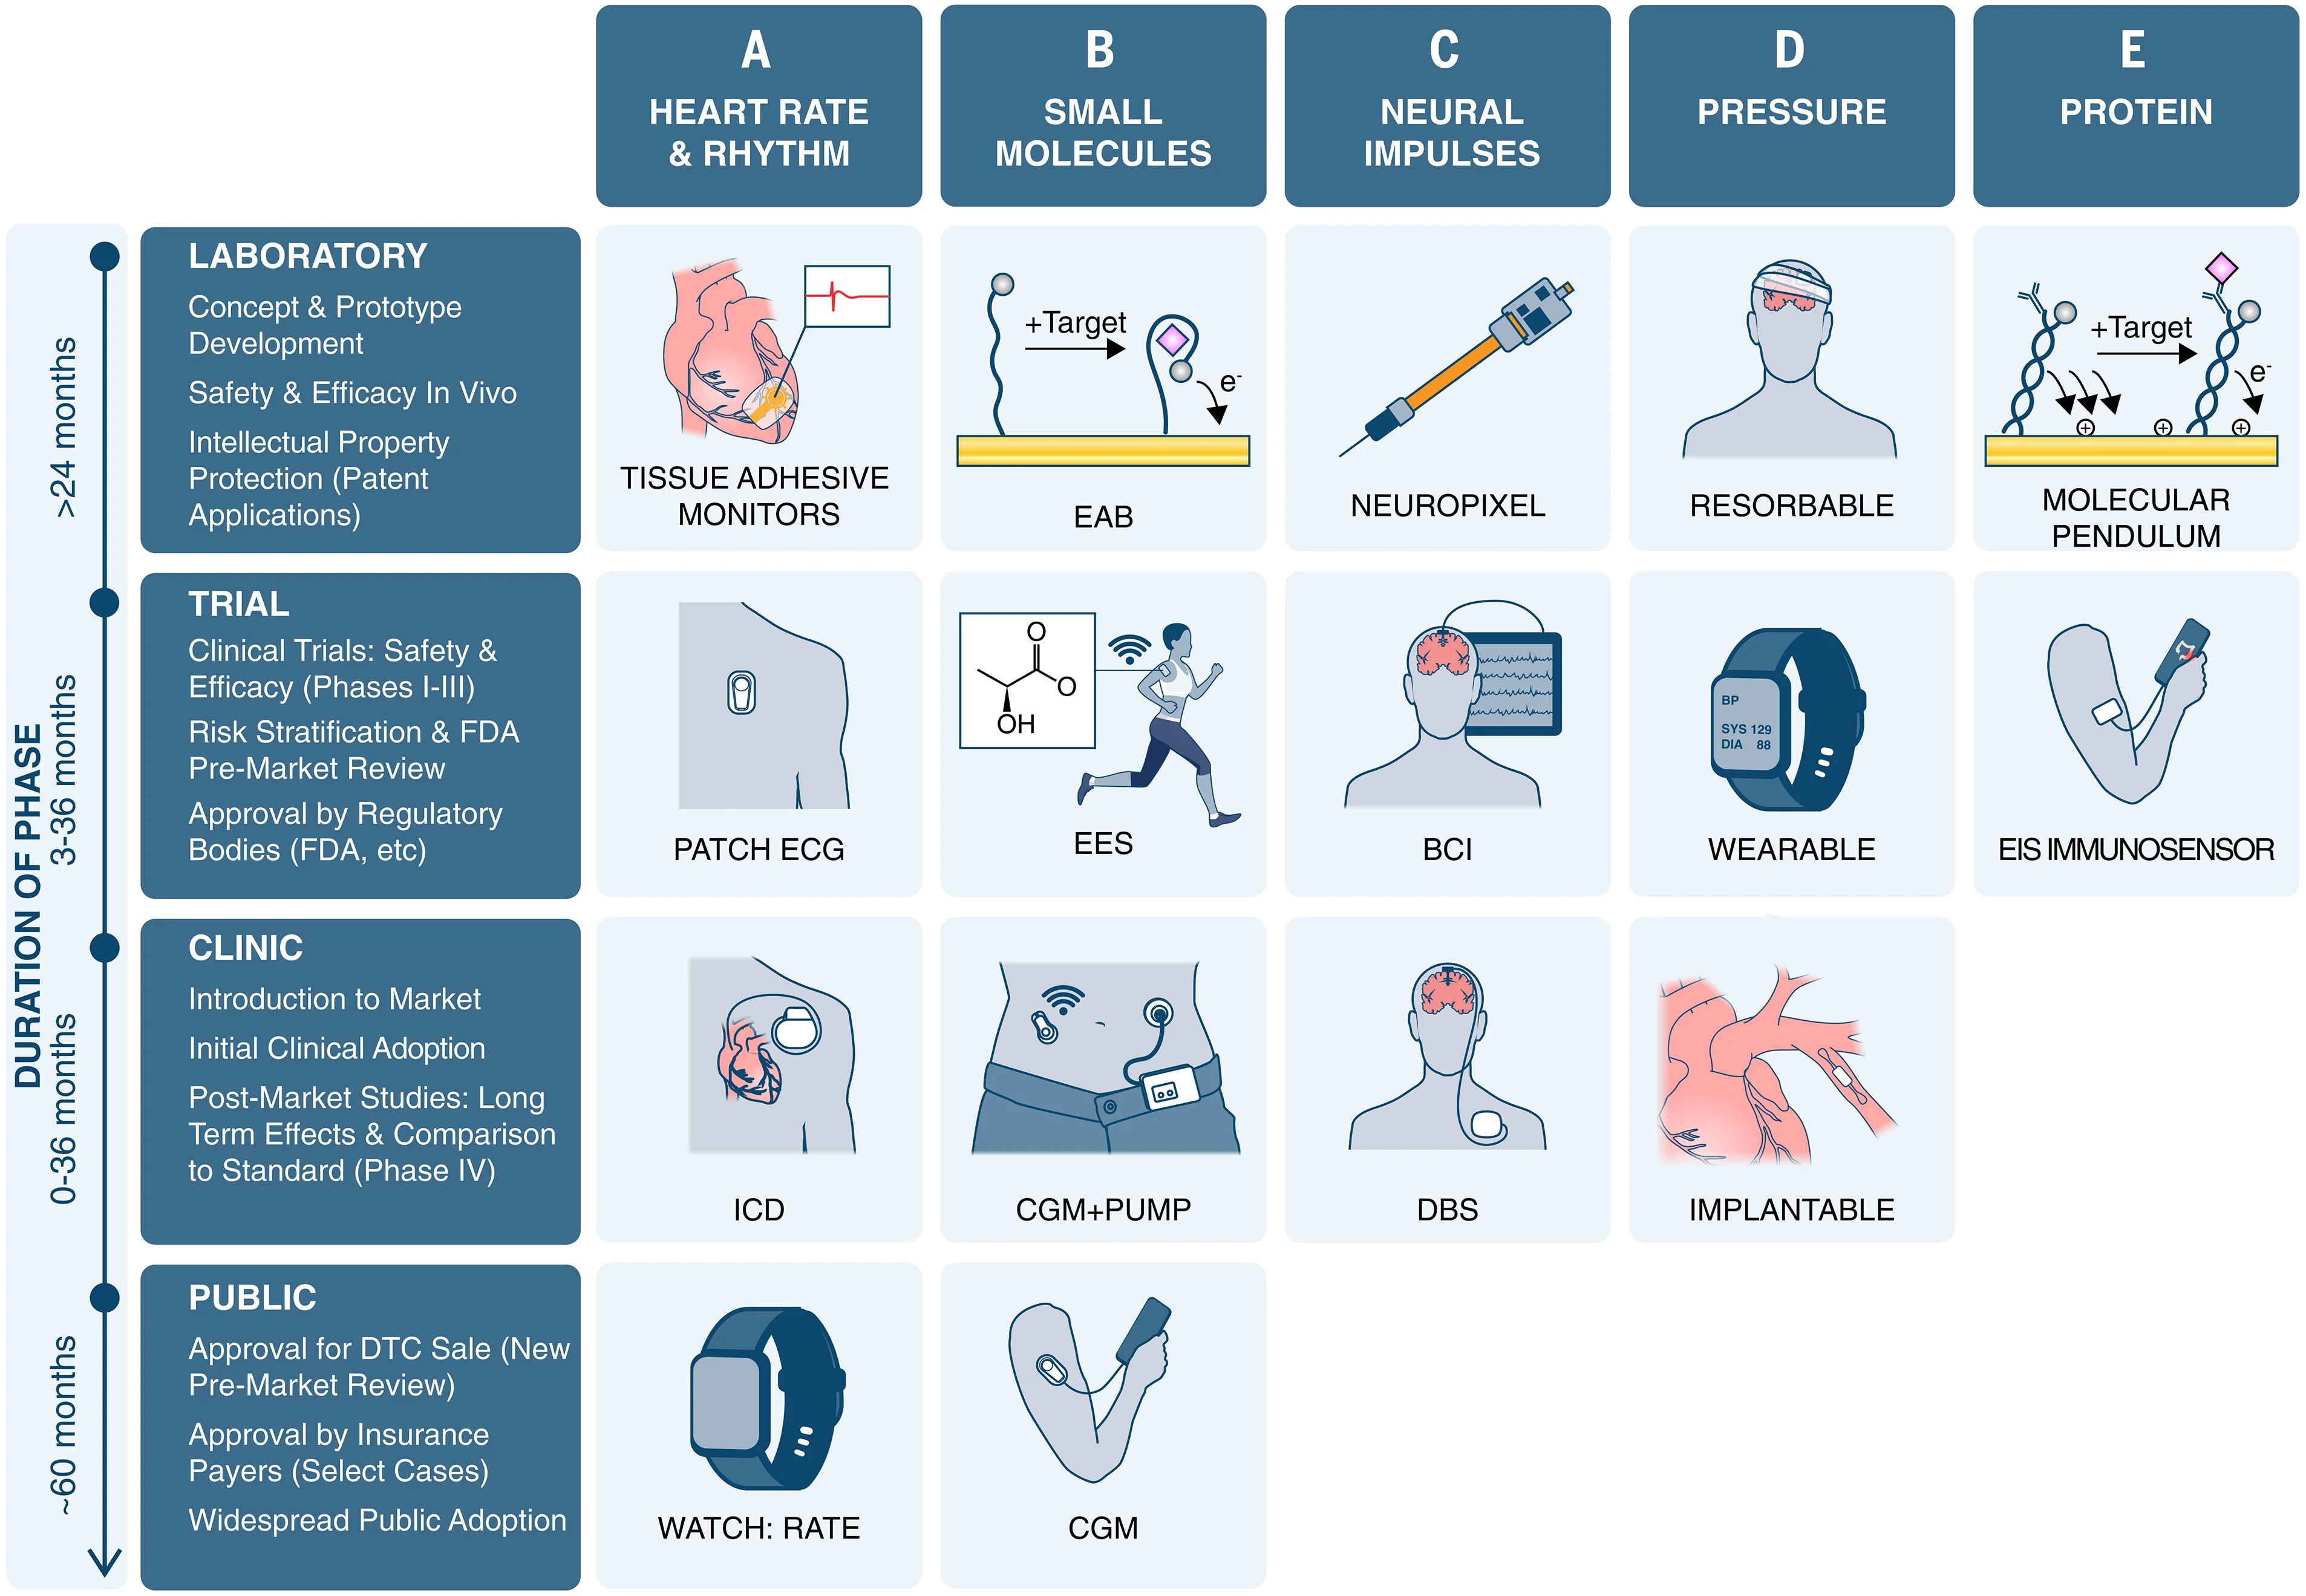 A
HEART RATE
& RHYTHM
B
SMALL
MOLECULES
C
NEURAL
IMPULSES
D
PRESSURE
E
PROTEIN
DURATION OF PHASE
>24 months
LABORATORY
Concept & Prototype
Development
Safety & Efficacy In Vivo
Intellectual Property
Protection (Patent
Applications)
TISSUE ADHESIVE
MONITORS
+Target
e-
EAB
NEUROPIXEL
RESORBABLE
+Target
e-
+
+
+
MOLECULAR
PENDULUM
3-36 months
TRIAL
Clinical Trials: Safety &
Efficacy (Phases I-III)
Risk Stratification & FDA
Pre-Market Review
Approval by Regulatory
Bodies (FDA, etc)
PATCH ECG
O
O
OH
EES
BCI
BP
SYS 129
DIA 88
WEARABLE
EIS IMMUNOSENSOR
0-36 months
CLINIC
Introduction to Market
Initial Clinical Adoption
Post-Market Studies: Long
Term Effects & Comparison
to Standard (Phase IV)
ICD
CGM+PUMP
DBS
IMPLANTABLE
~60 months
PUBLIC
Approval for DTC Sale (New
Pre-Market Review)
Approval by Insurance
Payers (Select Cases)
Widespread Public Adoption
WATCH: RATE
CGM